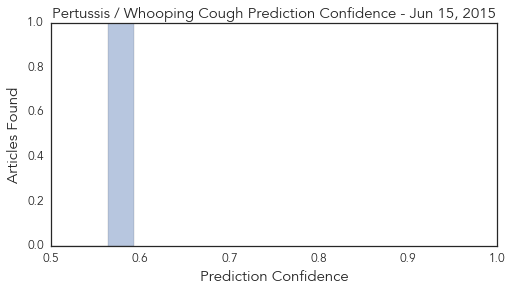 Pertussis / Whooping Cough Prediction Confidence - Jun 15, 2015
1.0
0.8
0.6
0.4
0.2
0.0
Articles Found
0.5 0.6 0.7 0.8 0.9 1.0
Prediction Confidence